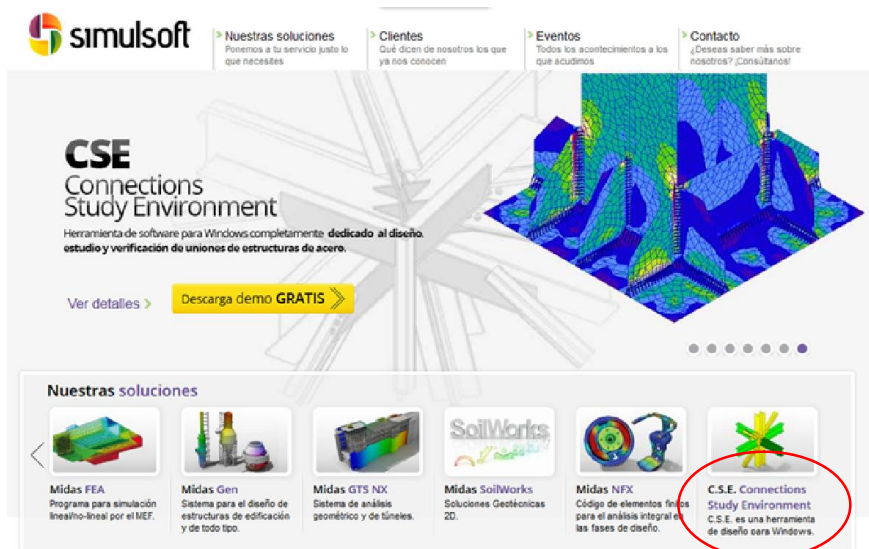 simulsoft
> Nuestras soluciones
Ponemos a tu servicio justo lo
que necesites
> Clientes
Qué dicen de nosotros los que
ya nos conocen
> Eventos
Todos los acontecimientos a los
que acudimos
> Contacto
¿Deseas saber más sobre
nosotros? ¡Consúltanos!
CSE
Connections
Study Environment
Herramienta de software para Windows completamente dedicado al diseño,
estudio y verificación de uniones de estructuras de acero.
Ver detalles >
Descarga demo GRATIS
Nuestras soluciones
Midas FEA
Programa para simulación
lineal/no-lineal por el MEF.
Midas Gen
Sistema para el diseño de
estructuras de edificación
y de todo tipo.
Midas GTS NX
Sistema de análisis
geométrico y de túneles.
SoilWorks
Midas SoilWorks
Soluciones Geotécnicas
2D.
Midas NFX
Código de elementos finitos
para el análisis integral en
las fases de diseño.
C.S.E. Connections
Study Environment
C.S.E. es una herramienta
de diseño para Windows.